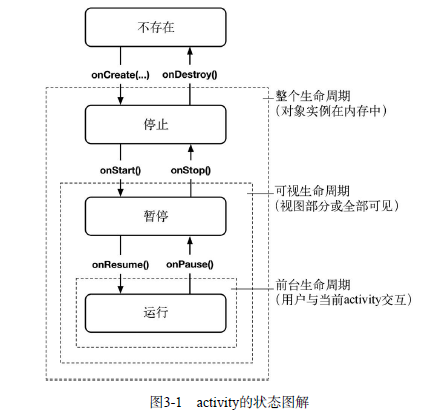 不存在
onCreate(...)
onDestroy()
整个生命周期
（对象实例在内存中）
停止
onStart()
onStop()
可视生命周期
（视图部分或全部可见）
暂停
onResume()
onPause()
前台生命周期
（用户与当前activity交互）
运行
图3-1 activity的状态图解